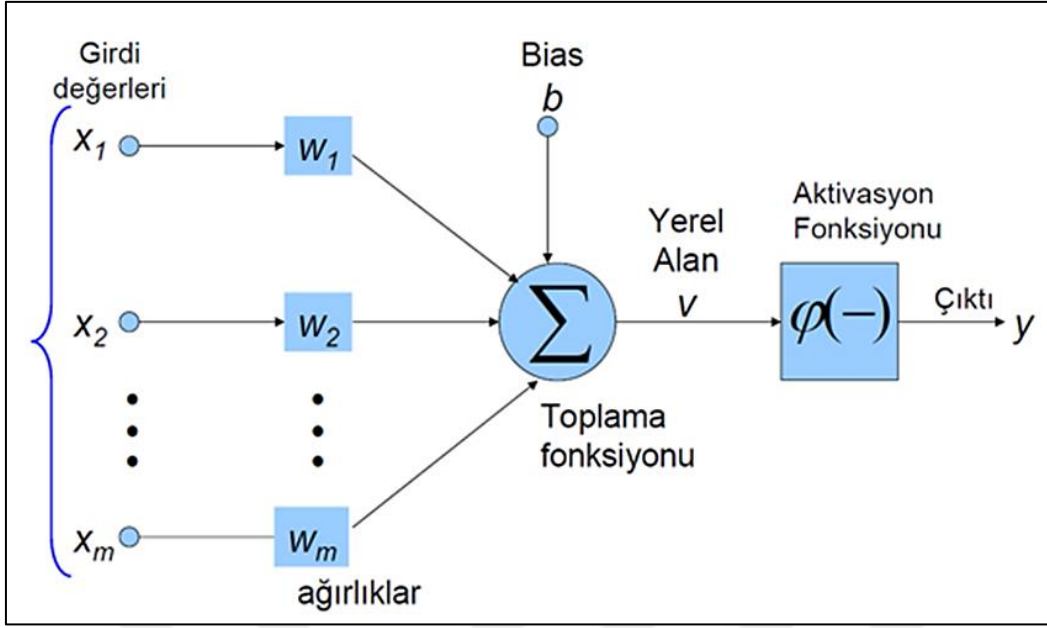 Girdi
değerleri
x1
w1
Bias
b
x2
w2
∑
Yerel
Alan
v
Aktivasyon
Fonksiyonu
φ(−)
Çıktı
y
Toplama
fonksiyonu
xm
wm
ağırlıklar